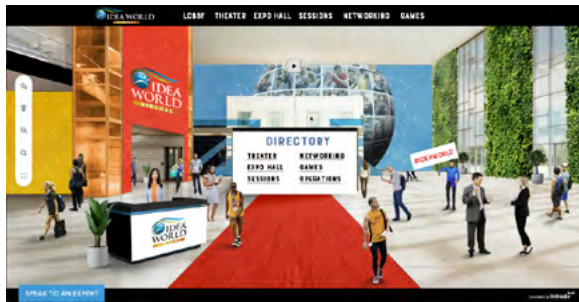 IDEA WORLD
LOBBY THEATER EXPO HALL SESSIONS NETWORKING GAMES
IDEA
WORLD
DIRECTORY
THEATER NETWORKING
EXPO HALL GAMES
SESSIONS OPERATIONS
IDEA
WORLD
SPEAK TO AN EXPERT